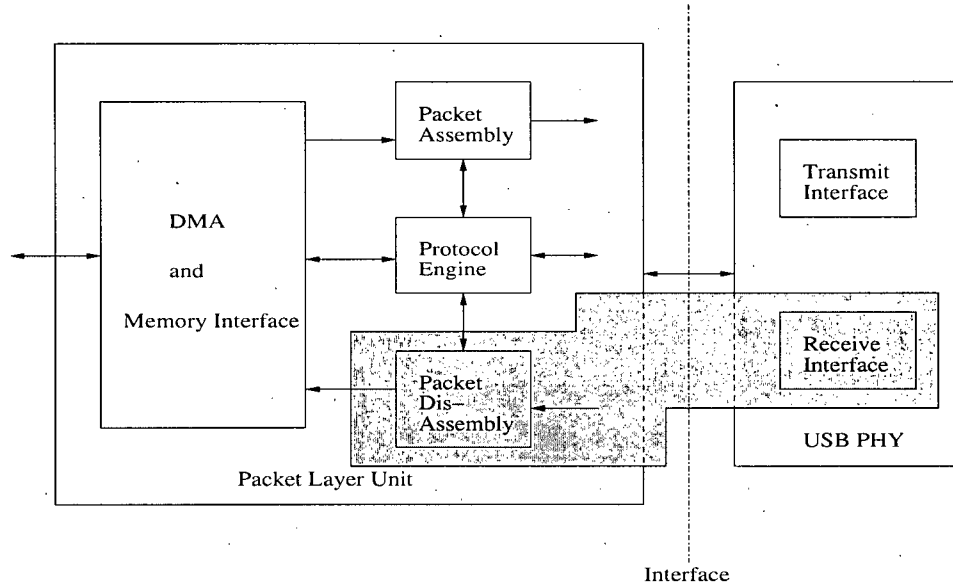 Packet
Assembly
Transmit
Interface
DMA
and
Memory Interface
Protocol
Engine
Receive
Interface
Packet
Dis-
Assembly
USB PHY
Packet Layer Unit
Interface